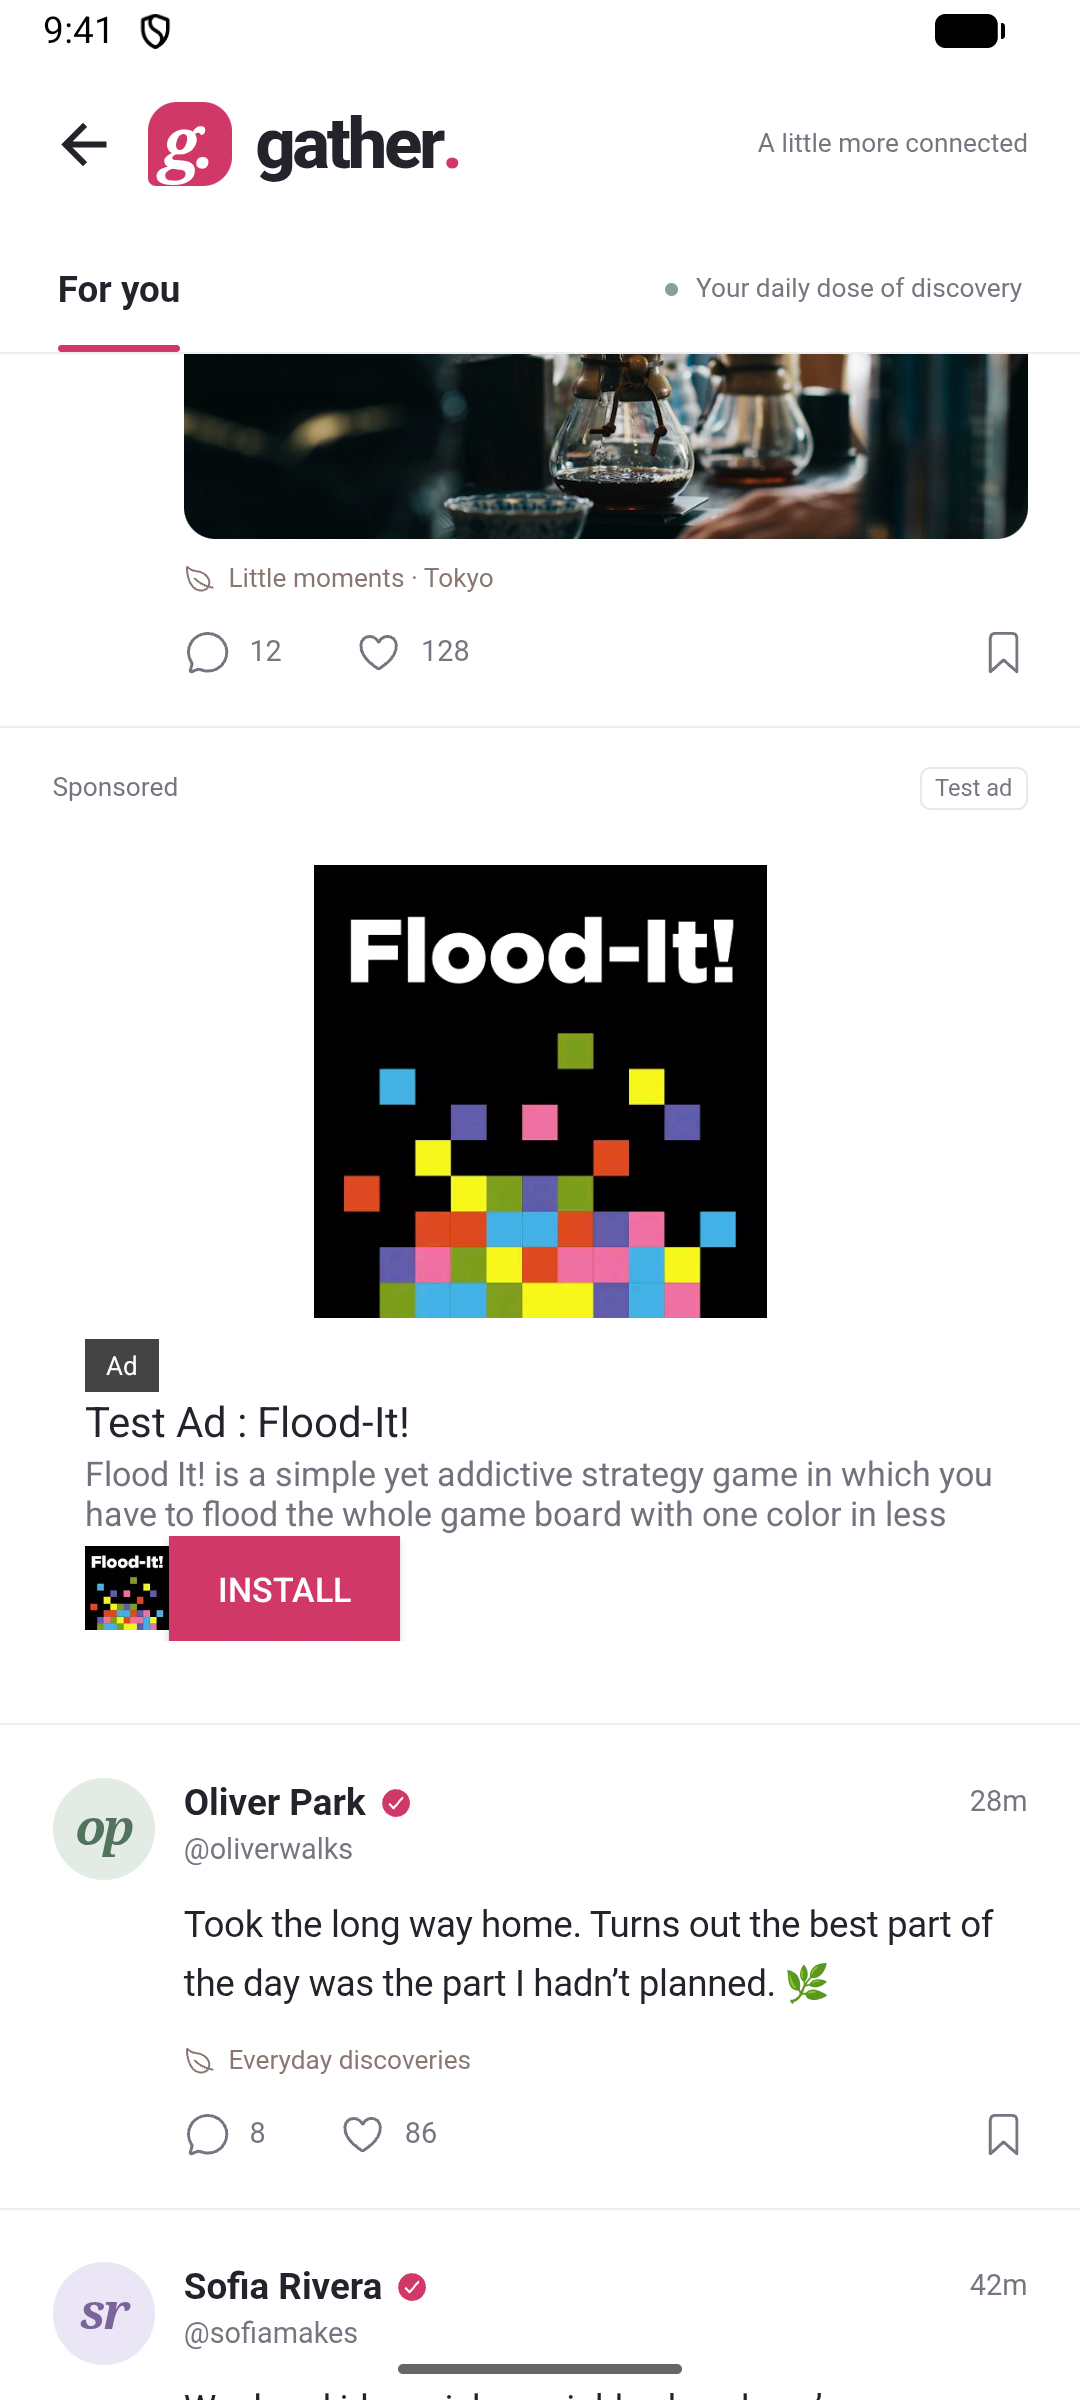 9:41
g. gather.
A little more connected
For you
Your daily dose of discovery
Little moments · Tokyo
12 128
Sponsored
Test ad
Flood-It!
Ad
Test Ad : Flood-It!
Flood It! is a simple yet addictive strategy game in which you
have to flood the whole game board with one color in less
Flood-It!
INSTALL
op
Oliver Park
28m
@oliverwalks
Took the long way home. Turns out the best part of
the day was the part I hadn’t planned. 🌿
Everyday discoveries
8 86
sr
Sofia Rivera
42m
@sofiamakes